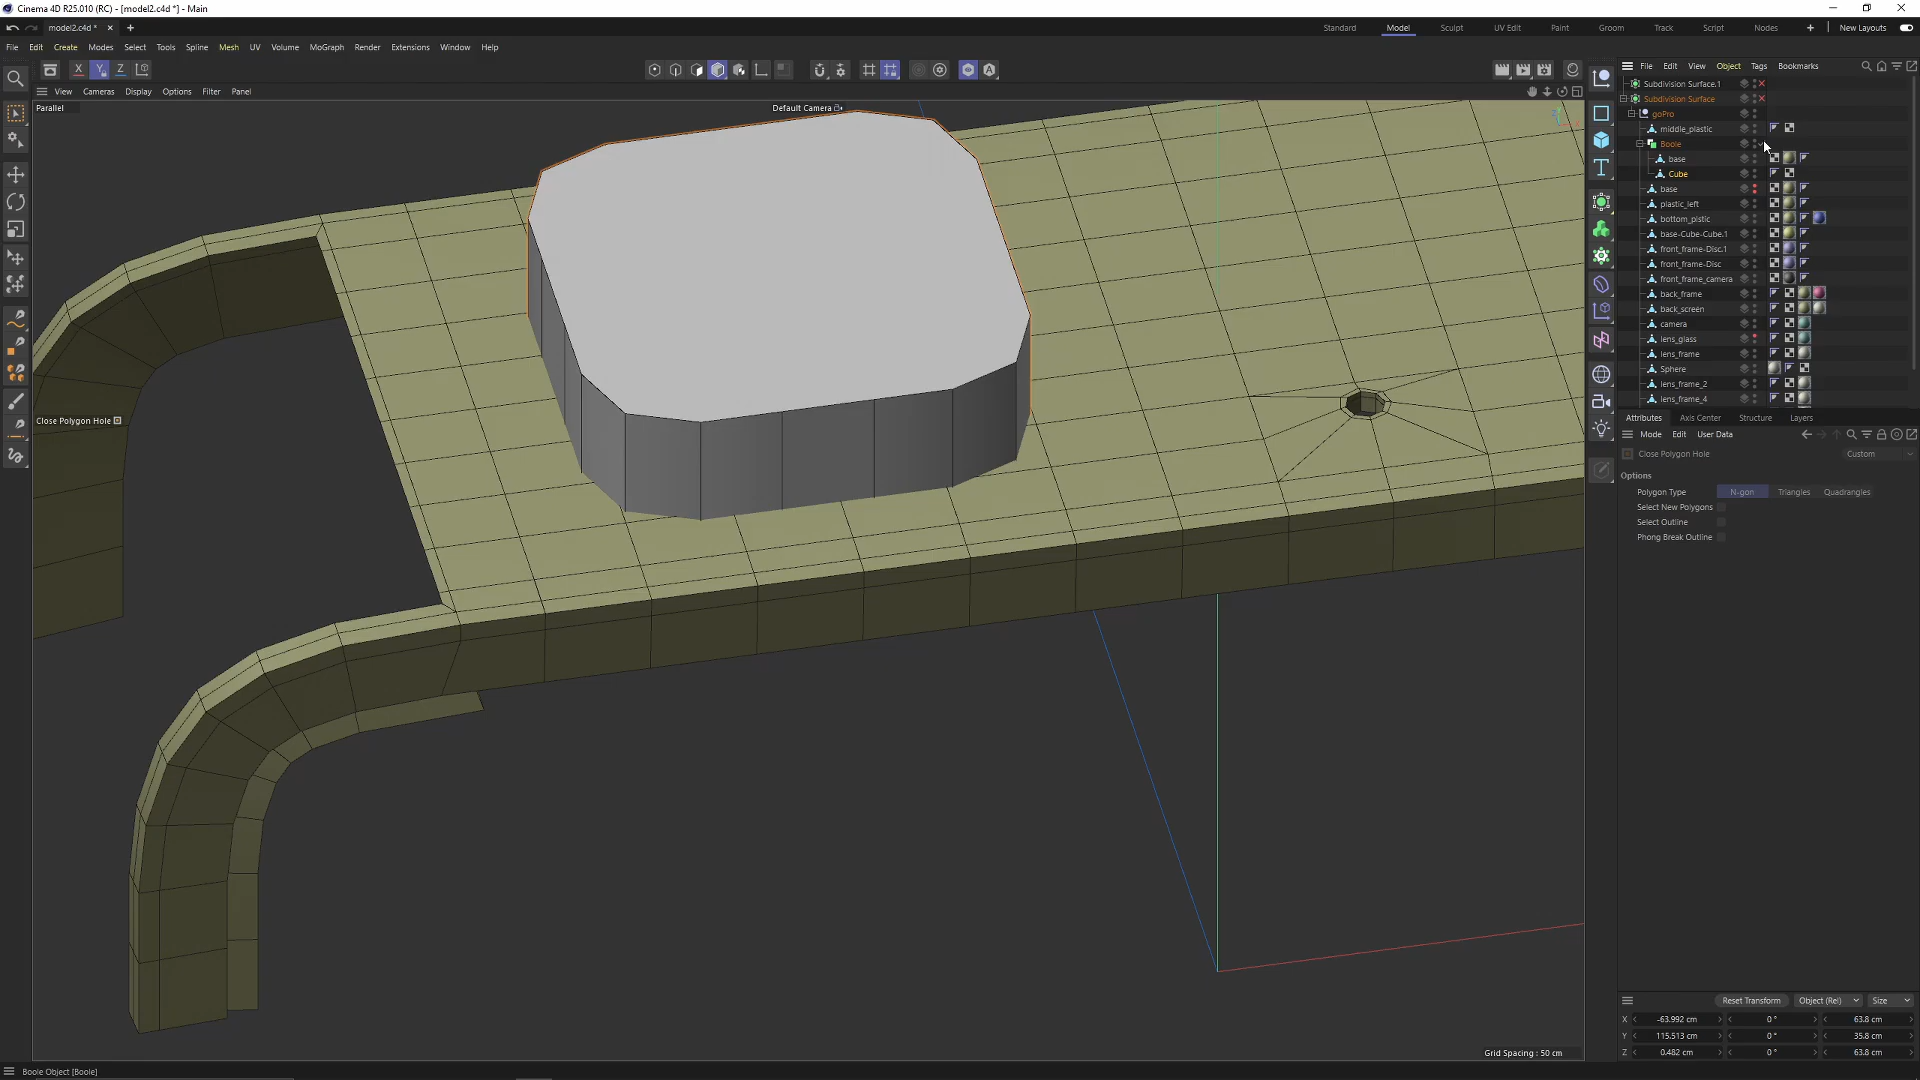 Cinema 4D R25.010 (RC) - [model2.c4d *] - Main
model2.c4d *
Standard Model Sculpt UV Edit Paint Groom Track Script Nodes New Layouts
File Edit Create Modes Select Tools Spline Mesh UV Volume MoGraph Render Extensions Window Help
X Y Z
File Edit View Object Tags Bookmarks
View Cameras Display Options Filter Panel
Parallel
Default Camera
Close Polygon Hole
Subdivision Surface.1
Subdivision Surface
goPro
middle_plastic
Boole
base
Cube
base
plastic_left
bottom_plstic
base-Cube-Cube.1
front_frame-Disc.1
front_frame-Disc
front_frame_camera
back_frame
back_screen
camera
lens_glass
lens_frame
Sphere
lens_frame_2
lens_frame_4
Attributes Axis Center Structure Layers
Mode Edit User Data
Close Polygon Hole Custom
Options
Polygon Type N-gon Triangles Quadrangles
Select New Polygons
Select Outline
Phong Break Outline
Reset Transform Object (Rel) Size
X -63.992 cm 0 ° 63.8 cm
Y 115.513 cm 0 ° 35.8 cm
Z 0.482 cm 0 ° 63.8 cm
Grid Spacing : 50 cm
Boole Object [Boole]